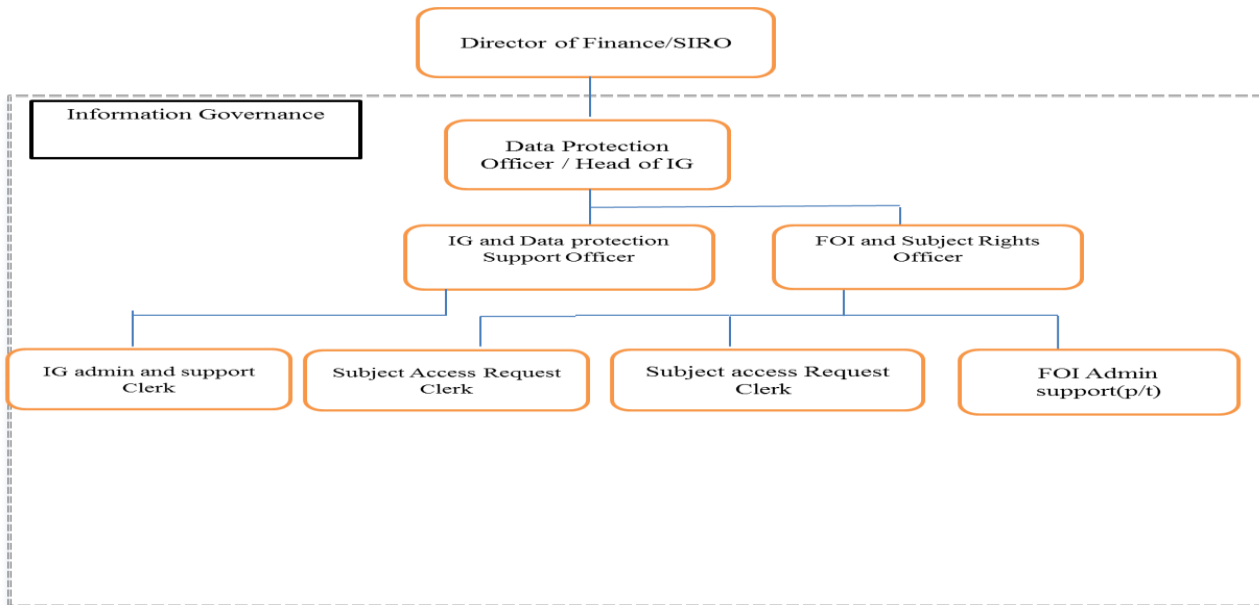 Director of Finance/SIRO
Information Governance
Data Protection
Officer / Head of IG
IG and Data protection
Support Officer
FOI and Subject Rights
Officer
IG admin and support
Clerk
Subject Access Request
Clerk
Subject access Request
Clerk
FOI Admin
support(p/t)